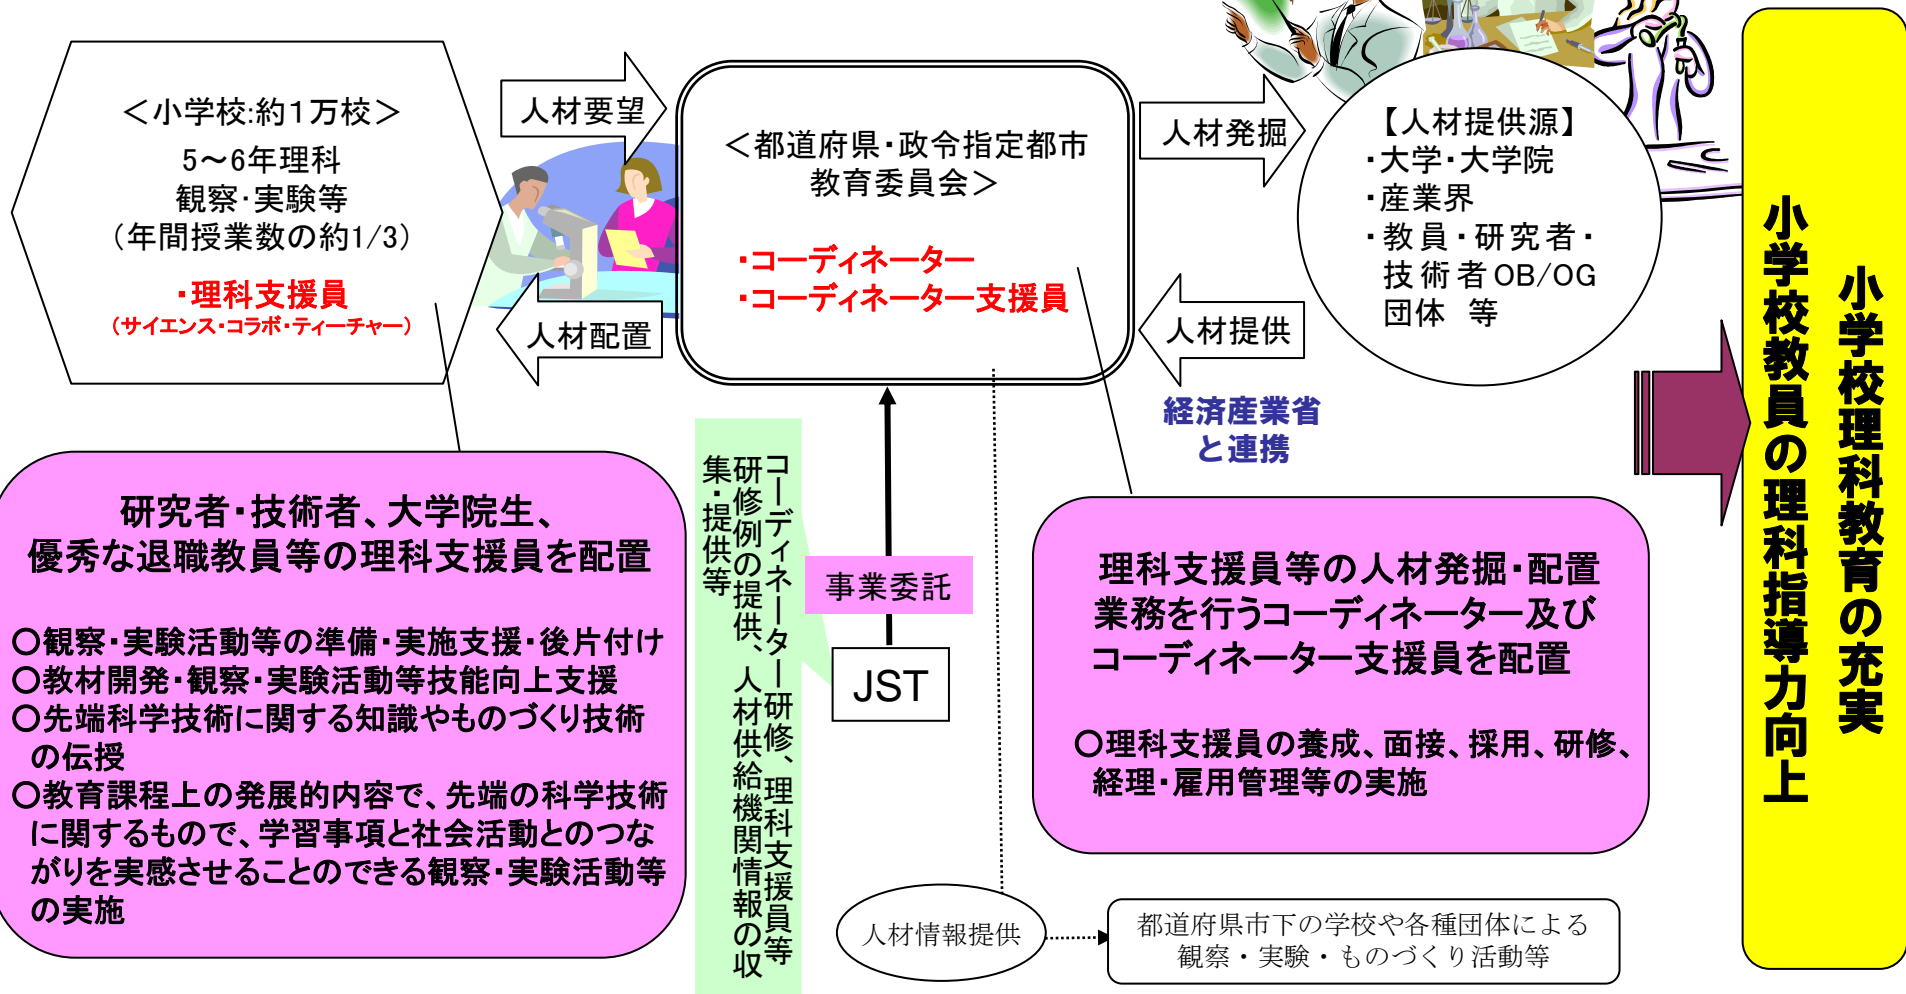 ＜小学校:約１万校＞
5～6年理科
観察･実験等
（年間授業数の約1/3）
･理科支援員
（サイエンス・コラボ・ティーチャー）
人材要望
人材配置
＜都道府県・政令指定都市
教育委員会＞
・コーディネーター
・コーディネーター支援員
人材発掘
人材提供
【人材提供源】
・大学・大学院
･産業界
･教員・研究者・
技術者OB/OG
団体 等
経済産業省
と連携
研究者・技術者、大学院生、
優秀な退職教員等の理科支援員を配置
○観察・実験活動等の準備・実施支援・後片付け
○教材開発・観察・実験活動等技能向上支援
○先端科学技術に関する知識やものづくり技術
の伝授
○教育課程上の発展的内容で、先端の科学技術
に関するもので、学習事項と社会活動とのつな
がりを実感させることのできる観察・実験活動等
の実施
コーディネーター研修、理科支援員等
研修例の提供、人材供給機関情報の収
集・提供等
事業委託
JST
理科支援員等の人材発掘・配置
業務を行うコーディネーター及び
コーディネーター支援員を配置
○理科支援員の養成、面接、採用、研修、
経理・雇用管理等の実施
人材情報提供
都道府県市下の学校や各種団体による
観察・実験・ものづくり活動等
小学校理科教育の充実
小学校教員の理科指導力向上